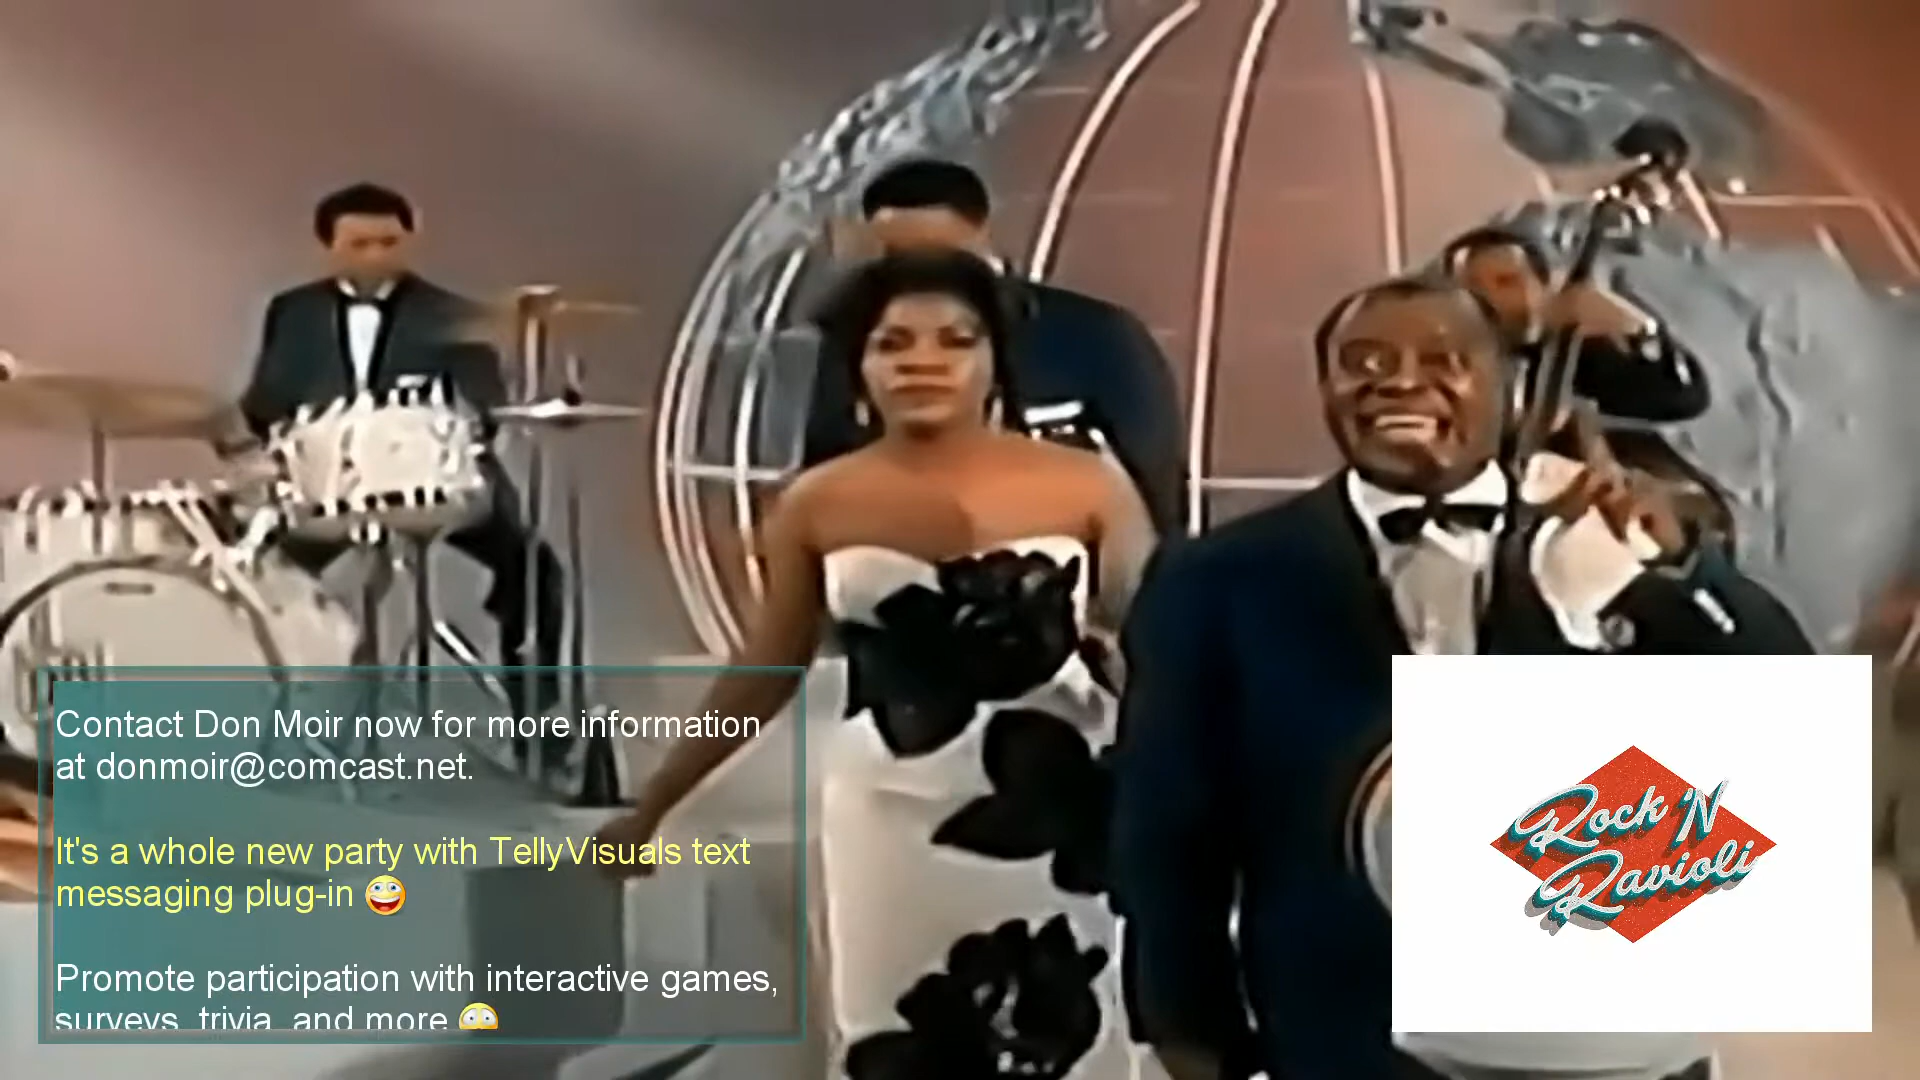 Contact Don Moir now for more information
at donmoir@comcast.net.
It's a whole new party with TellyVisuals text
messaging plug-in
Promote participation with interactive games,
surveys, trivia, and more
Rock 'N
Ravioli